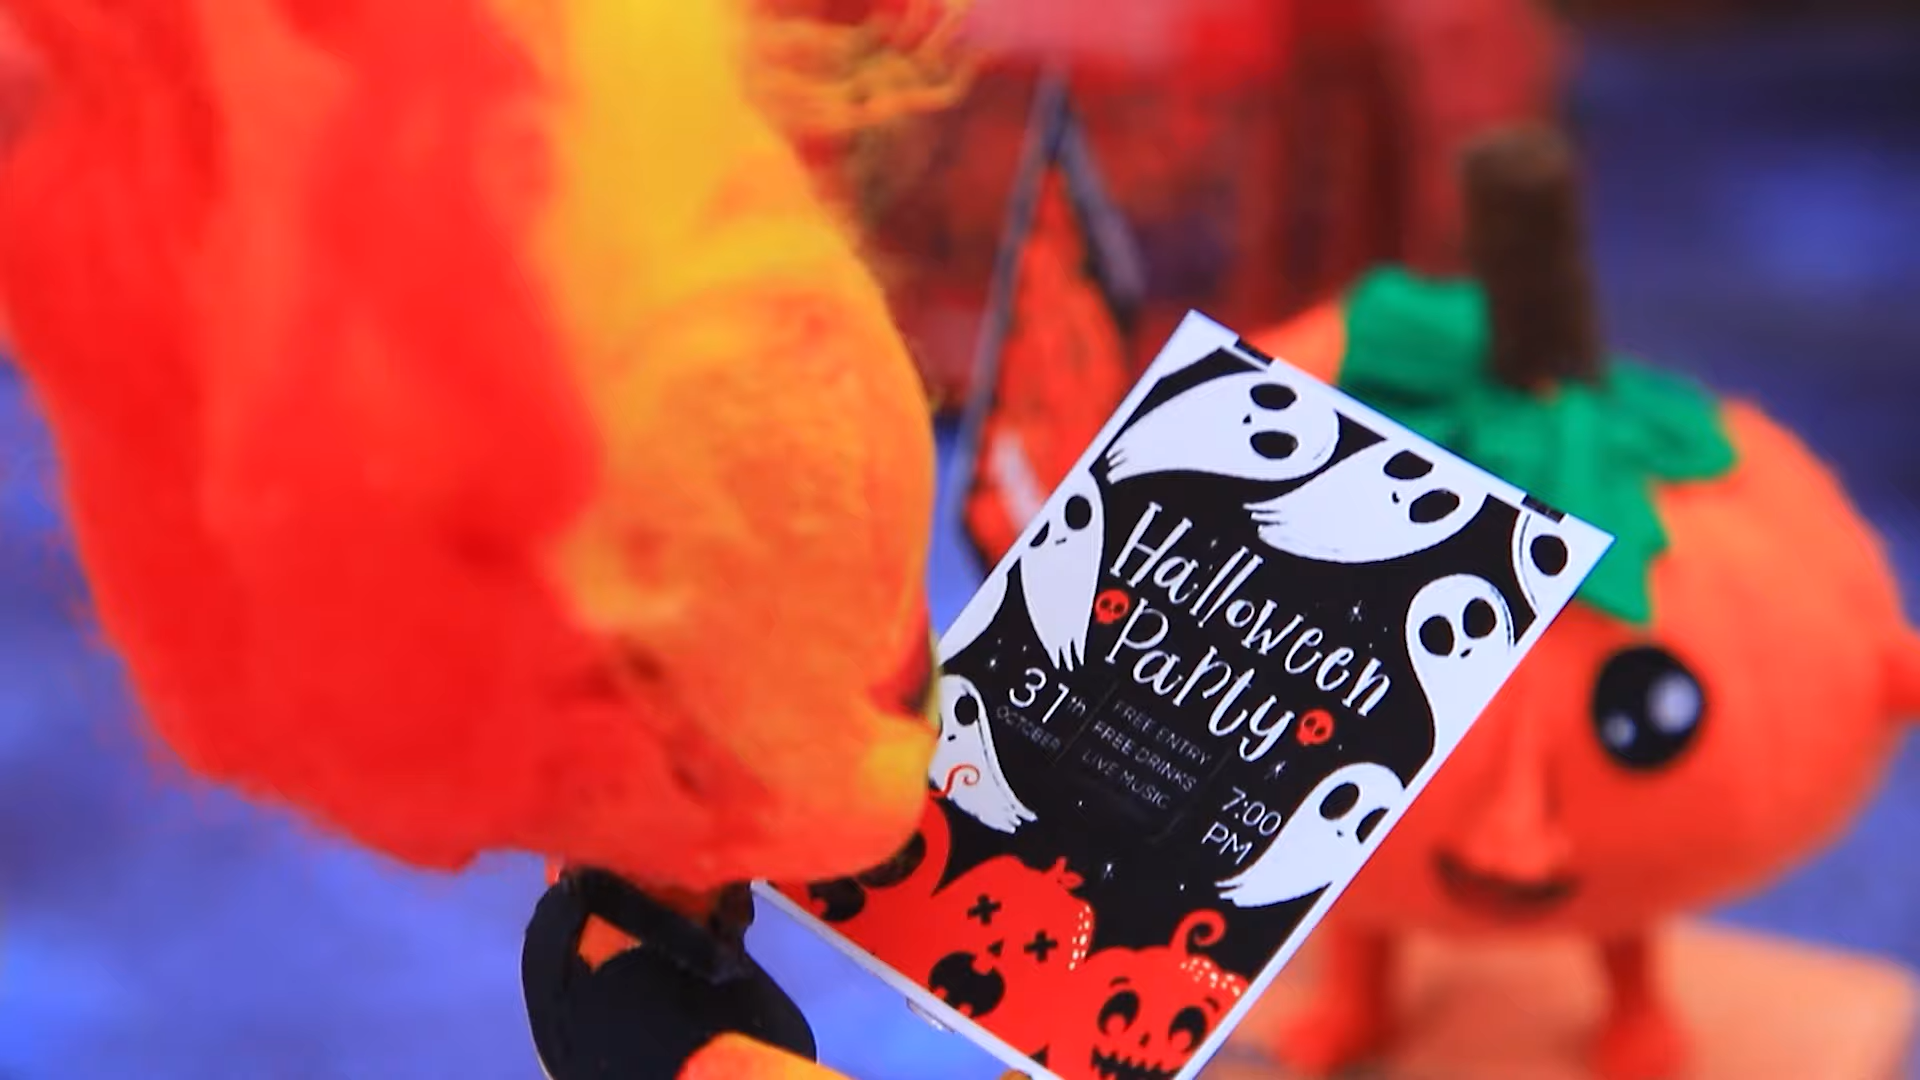 Halloween
Party
31th
OCTOBER
FREE ENTRY
FREE DRINKS
LIVE MUSIC
7:00
PM